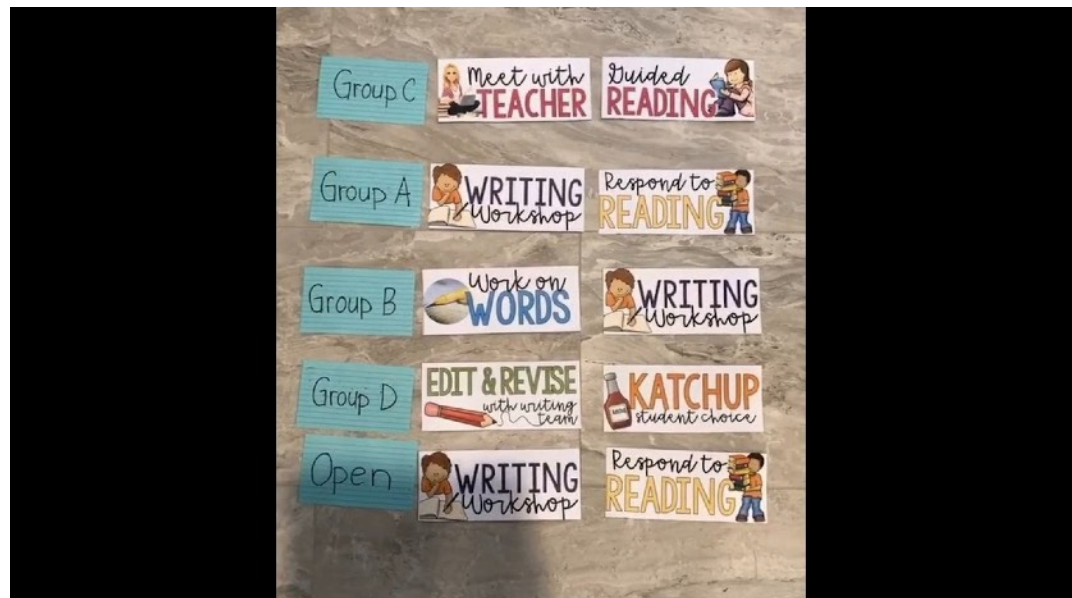 Group C
Meet with
TEACHER
Guided
READING
Group A
WRITING
Workshop
Respond to
READING
Group B
Work on
WORDS
WRITING
Workshop
Group D
EDIT & REVISE
with writing
team
KATCHUP
student choice
Open
WRITING
Workshop
Respond to
READING